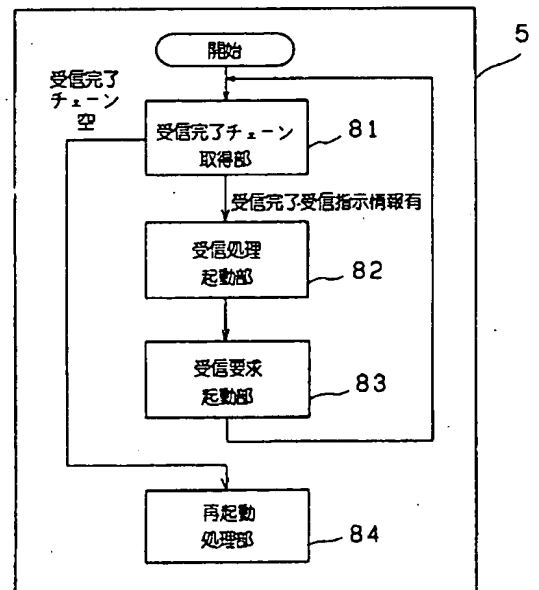 開始
5
受信完了
チェーン
空
受信完了チェーン
取得部
81
受信完了受信指示情報有
受信処理
起動部
82
受信要求
起動部
83
再起動
処理部
84